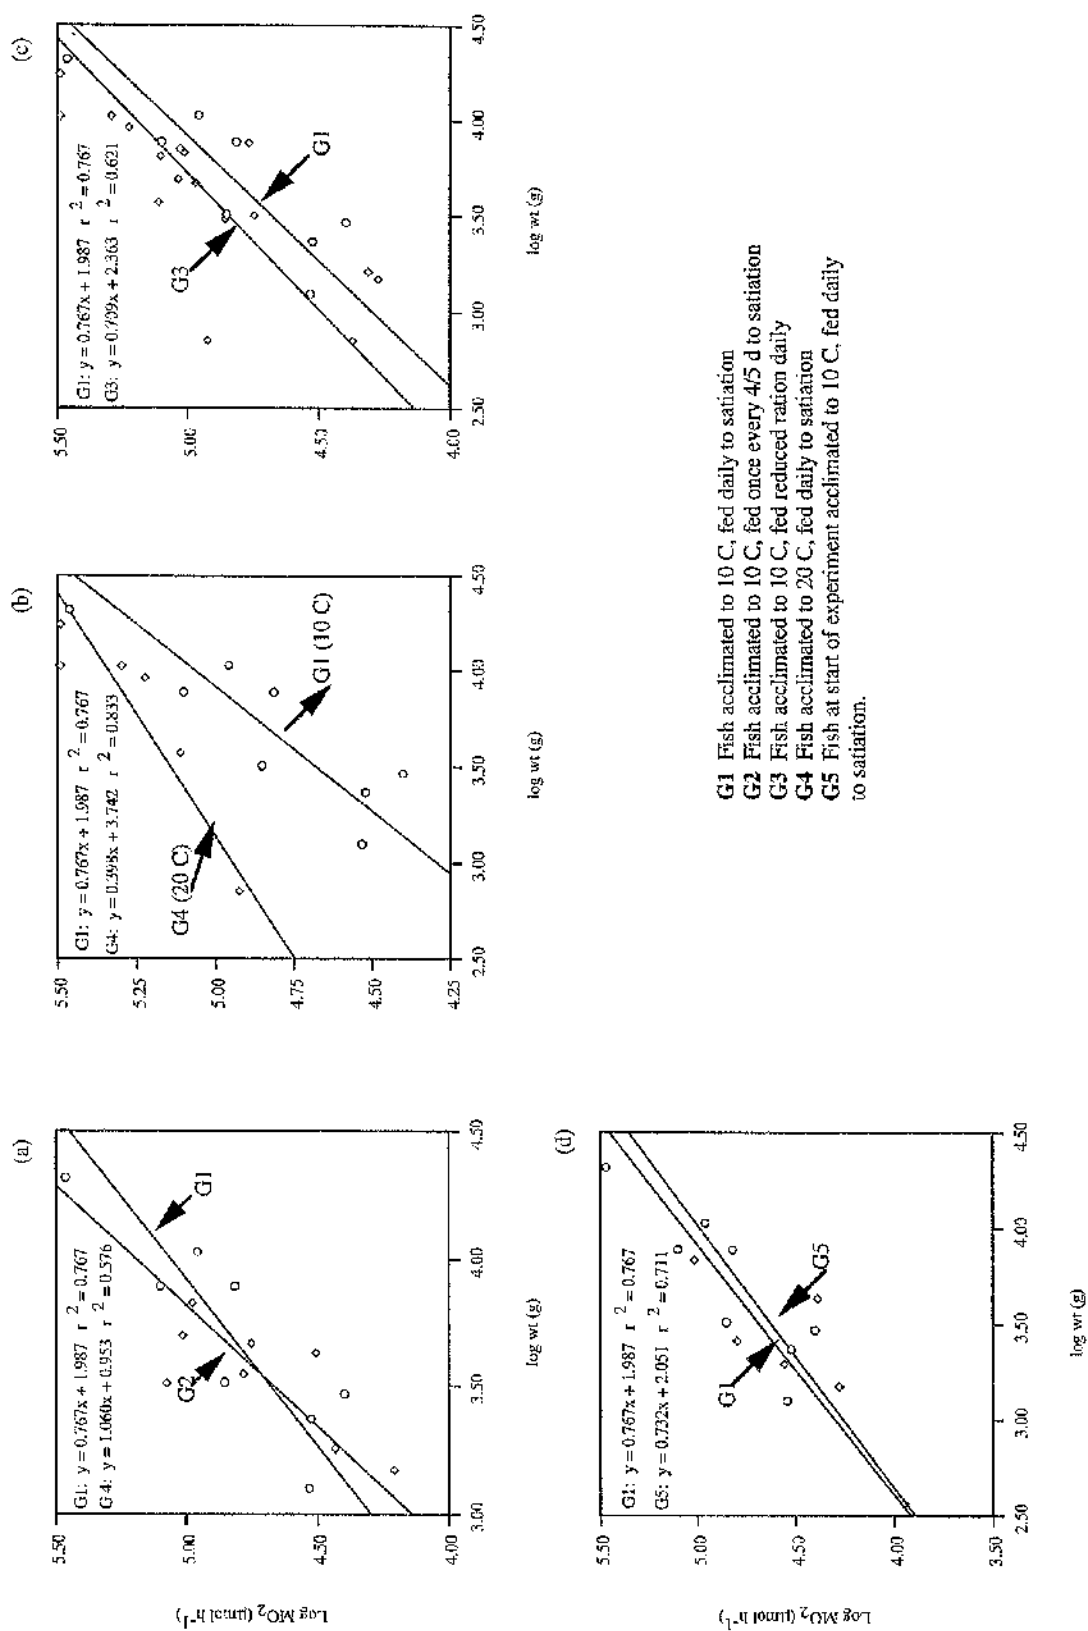 (a)
G1: y = 0.767x + 1.987 r 2 = 0.767
G4: y = 1.060x + 0.953 r 2 = 0.576
5.50
5.00
4.50
4.00
Log MO2 (µmol h-1)
G1
G2
3.00
3.50
4.00
4.50
log wt (g)
(b)
G1: y = 0.767x + 1.987 r 2 = 0.767
G4: y = 0.398x + 3.742 r 2 = 0.833
5.50
5.25
5.00
4.75
4.50
4.25
G4 (20 C)
G1 (10 C)
2.50
3.00
3.50
4.00
4.50
log wt (g)
(c)
G1: y = 0.767x + 1.987 r 2 = 0.767
G3: y = 0.709x + 2.363 r 2 = 0.621
5.50
5.00
4.50
4.00
G3
G1
2.50
3.00
3.50
4.00
4.50
log wt (g)
(d)
G1: y = 0.767x + 1.987 r 2 = 0.767
G5: y = 0.732x + 2.051 r 2 = 0.711
5.50
5.00
4.50
4.00
3.50
Log MO2 (µmol h-1)
G1
G5
2.50
3.00
3.50
4.00
4.50
log wt (g)
G1 Fish acclimated to 10 C, fed daily to satiation
G2 Fish acclimated to 10 C, fed once every 4/5 d to satiation
G3 Fish acclimated to 10 C, fed reduced ration daily
G4 Fish acclimated to 20 C, fed daily to satiation
G5 Fish at start of experiment acclimated to 10 C, fed daily
to satiation.